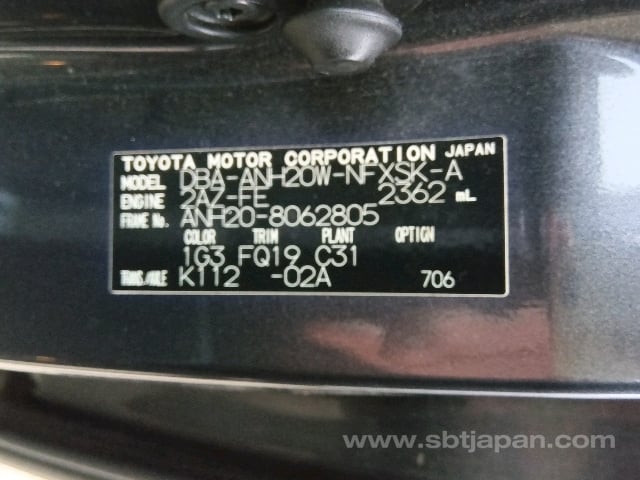 TOYOTA MOTOR CORPORATION JAPAN
MODEL DBA-ANH20W-NFXSK-A
ENGINE 2AZ-FE 2362 mL
FRAME No. ANH20-8062805
COLOR TRIM PLANT OPTION
1G3 FQ19 C31
TRANS/AXLE K112 -02A 706
www.sbtjapan.com